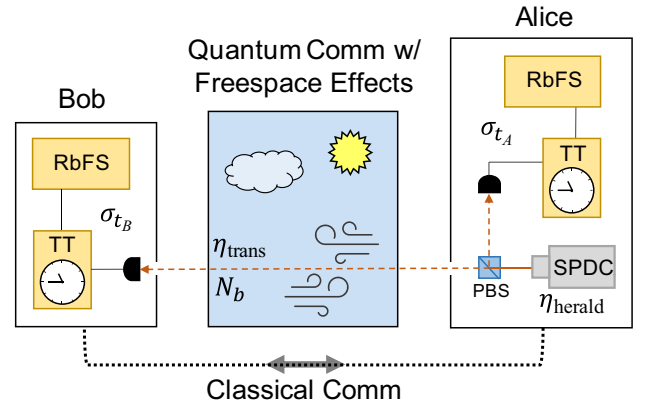 Alice
Quantum Comm w/
Freespace Effects
Bob
RbFS
RbFS
σ_{t_A}
TT
σ_{t_B}
TT
η_trans
N_b
PBS
SPDC
η_herald
Classical Comm